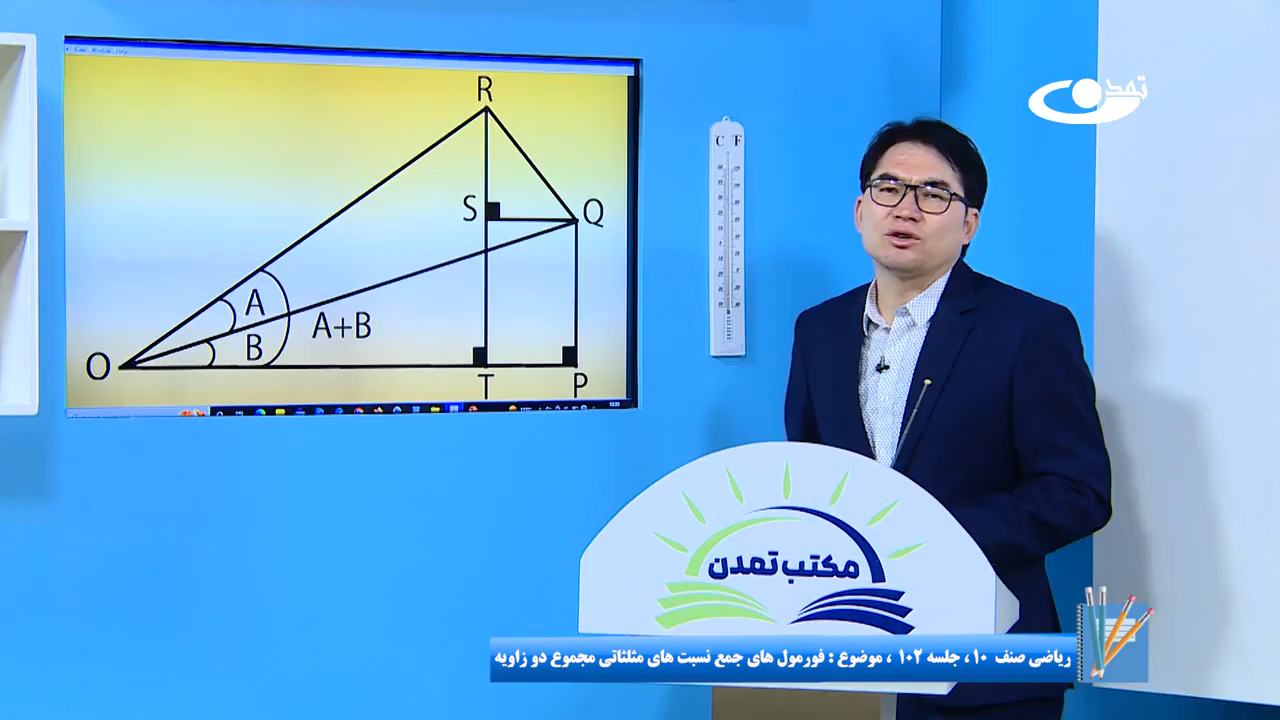 تمدن
R
S
Q
A
A+B
B
O
T
P
C F
مکتب تمدن
ریاضی صنف ۱۰، جلسه ۱۰۲، موضوع : فورمول های جمع نسبت های مثلثاتی مجموع دو زاویه